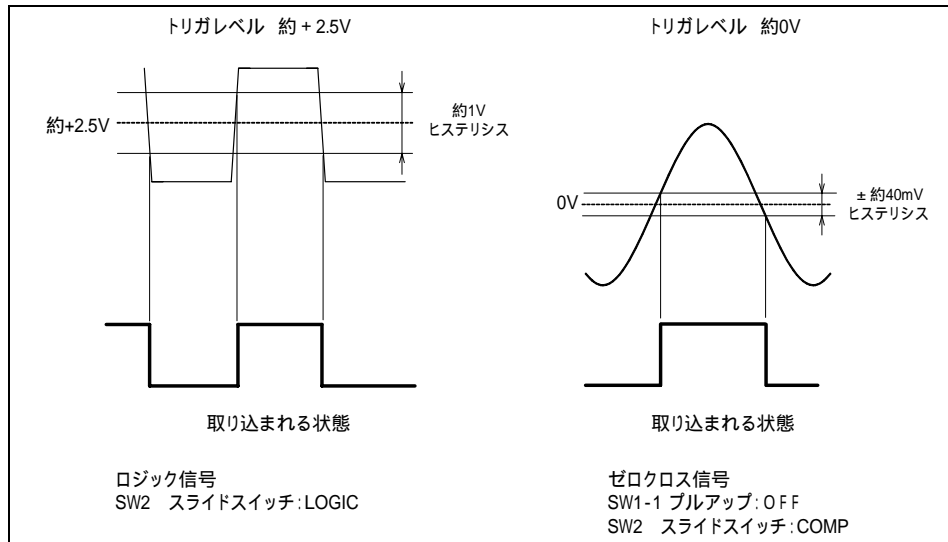 トリガレベル 約 + 2.5V
約+2.5V
約1V
ヒステリシス
取り込まれる状態
ロジック信号
SW2 スライドスイッチ:LOGIC
トリガレベル 約0V
0V
± 約40mV
ヒステリシス
取り込まれる状態
ゼロクロス信号
SW1-1 プルアップ:OFF
SW2 スライドスイッチ:COMP